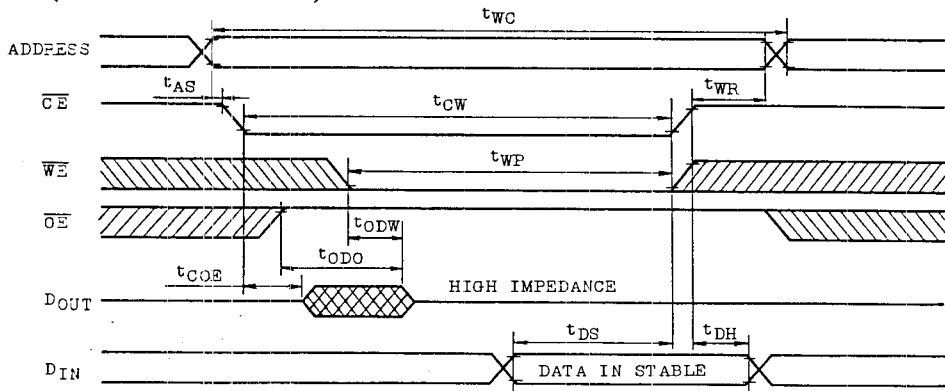 tWC
ADDRESS
tAS
tCW
tWR
CE
tWP
WE
OE
tODW
tODO
tCOE
HIGH IMPEDANCE
DOUT
tDS
tDH
DIN
DATA IN STABLE